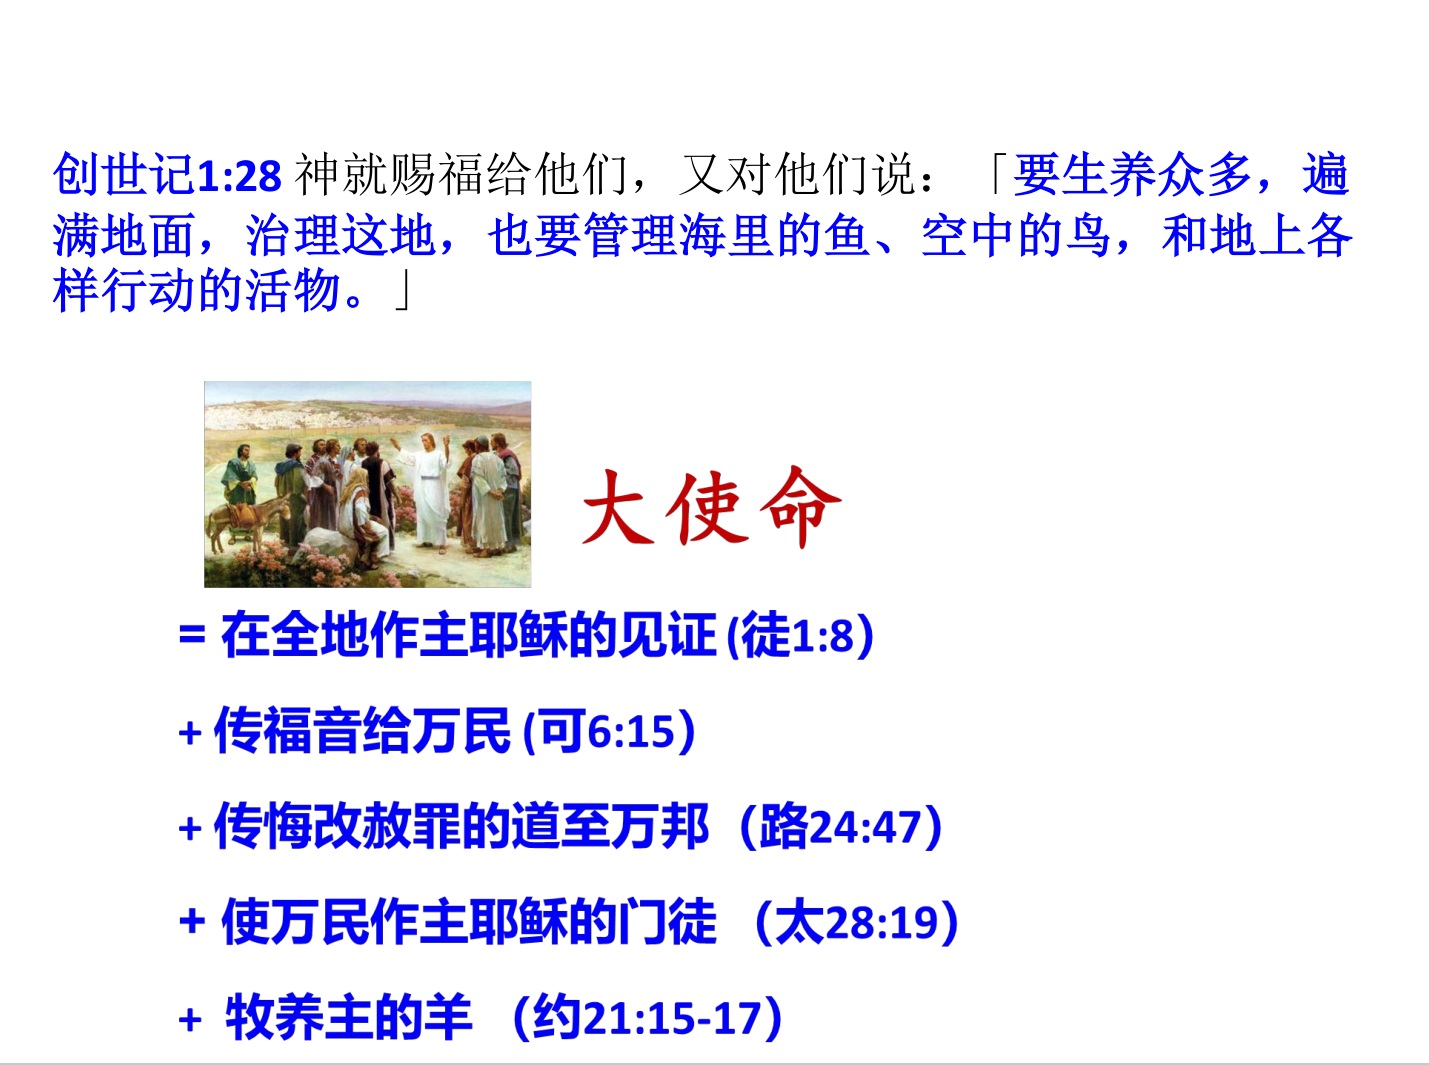 创世记1:28 神就赐福给他们，又对他们说：「要生养众多，遍
满地面，治理这地，也要管理海里的鱼、空中的鸟，和地上各
样行动的活物。」
大使命
= 在全地作主耶稣的见证 (徒1:8）
+ 传福音给万民 (可6:15）
+ 传悔改赦罪的道至万邦（路24:47）
+ 使万民作主耶稣的门徒 （太28:19）
+ 牧养主的羊 （约21:15-17）